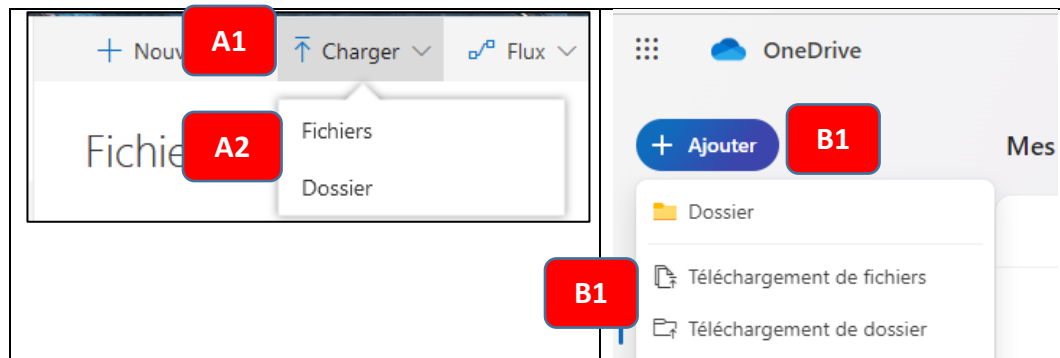 + Nouv A1 Charger Flux
Fichie A2 Fichiers
Dossier
OneDrive
+ Ajouter B1 Mes
Dossier
Téléchargement de fichiers
B1
Téléchargement de dossier